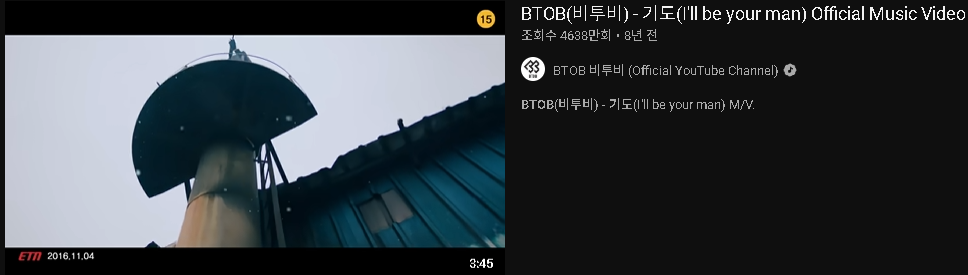 15
ETN 2016.11.04
3:45
BTOB(비투비) - 기도(I'll be your man) Official Music Video
조회수 4638만회 • 8년 전
BTOB
BTOB 비투비 (Official YouTube Channel)
BTOB(비투비) - 기도(I'll be your man) M/V.